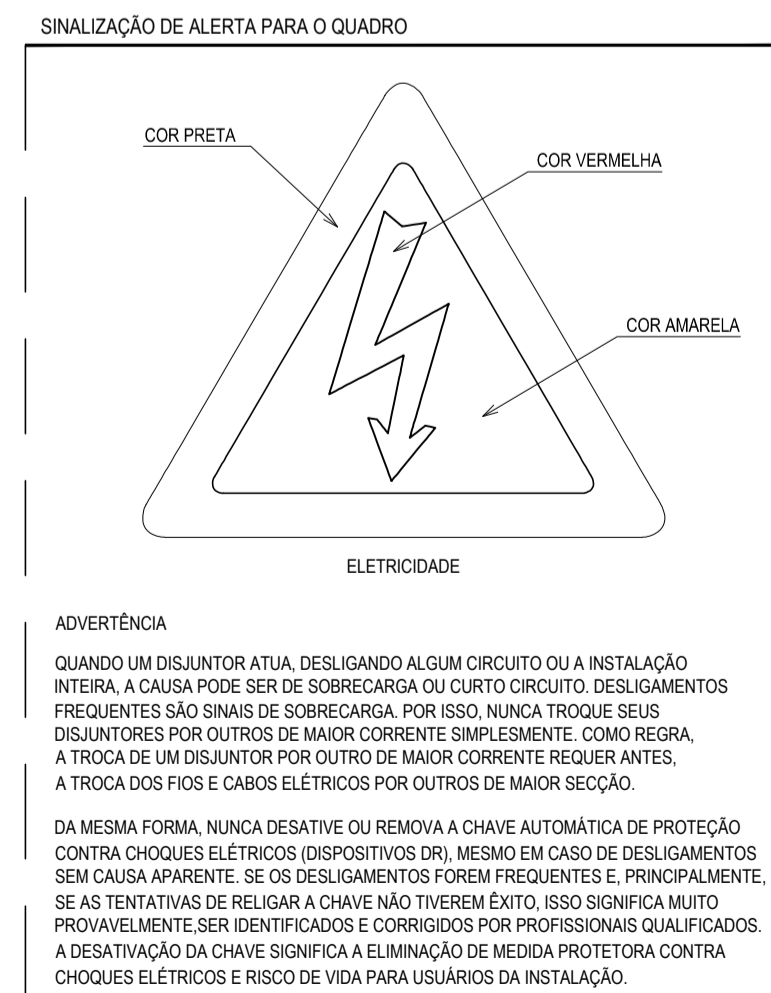 SINALIZAÇÃO DE ALERTA PARA O QUADRO
COR PRETA
COR VERMELHA
COR AMARELA
ELETRICIDADE
ADVERTÊNCIA
QUANDO UM DISJUNTOR ATUA, DESLIGANDO ALGUM CIRCUITO OU A INSTALAÇÃO
INTEIRA, A CAUSA PODE SER DE SOBRECARGA OU CURTO CIRCUITO. DESLIGAMENTOS
FREQUENTES SÃO SINAIS DE SOBRECARGA. POR ISSO, NUNCA TROQUE SEUS
DISJUNTORES POR OUTROS DE MAIOR CORRENTE SIMPLESMENTE. COMO REGRA,
A TROCA DE UM DISJUNTOR POR OUTRO DE MAIOR CORRENTE REQUER ANTES,
A TROCA DOS FIOS E CABOS ELÉTRICOS POR OUTROS DE MAIOR SECÇÃO.
DA MESMA FORMA, NUNCA DESATIVE OU REMOVA A CHAVE AUTOMÁTICA DE PROTEÇÃO
CONTRA CHOQUES ELÉTRICOS (DISPOSITIVOS DR), MESMO EM CASO DE DESLIGAMENTOS
SEM CAUSA APARENTE. SE OS DESLIGAMENTOS FOREM FREQUENTES E, PRINCIPALMENTE,
SE AS TENTATIVAS DE RELIGAR A CHAVE NÃO TIVEREM ÊXITO, ISSO SIGNIFICA MUITO
PROVAVELMENTE,SER IDENTIFICADOS E CORRIGIDOS POR PROFISSIONAIS QUALIFICADOS.
A DESATIVAÇÃO DA CHAVE SIGNIFICA A ELIMINAÇÃO DE MEDIDA PROTETORA CONTRA
CHOQUES ELÉTRICOS E RISCO DE VIDA PARA USUÁRIOS DA INSTALAÇÃO.